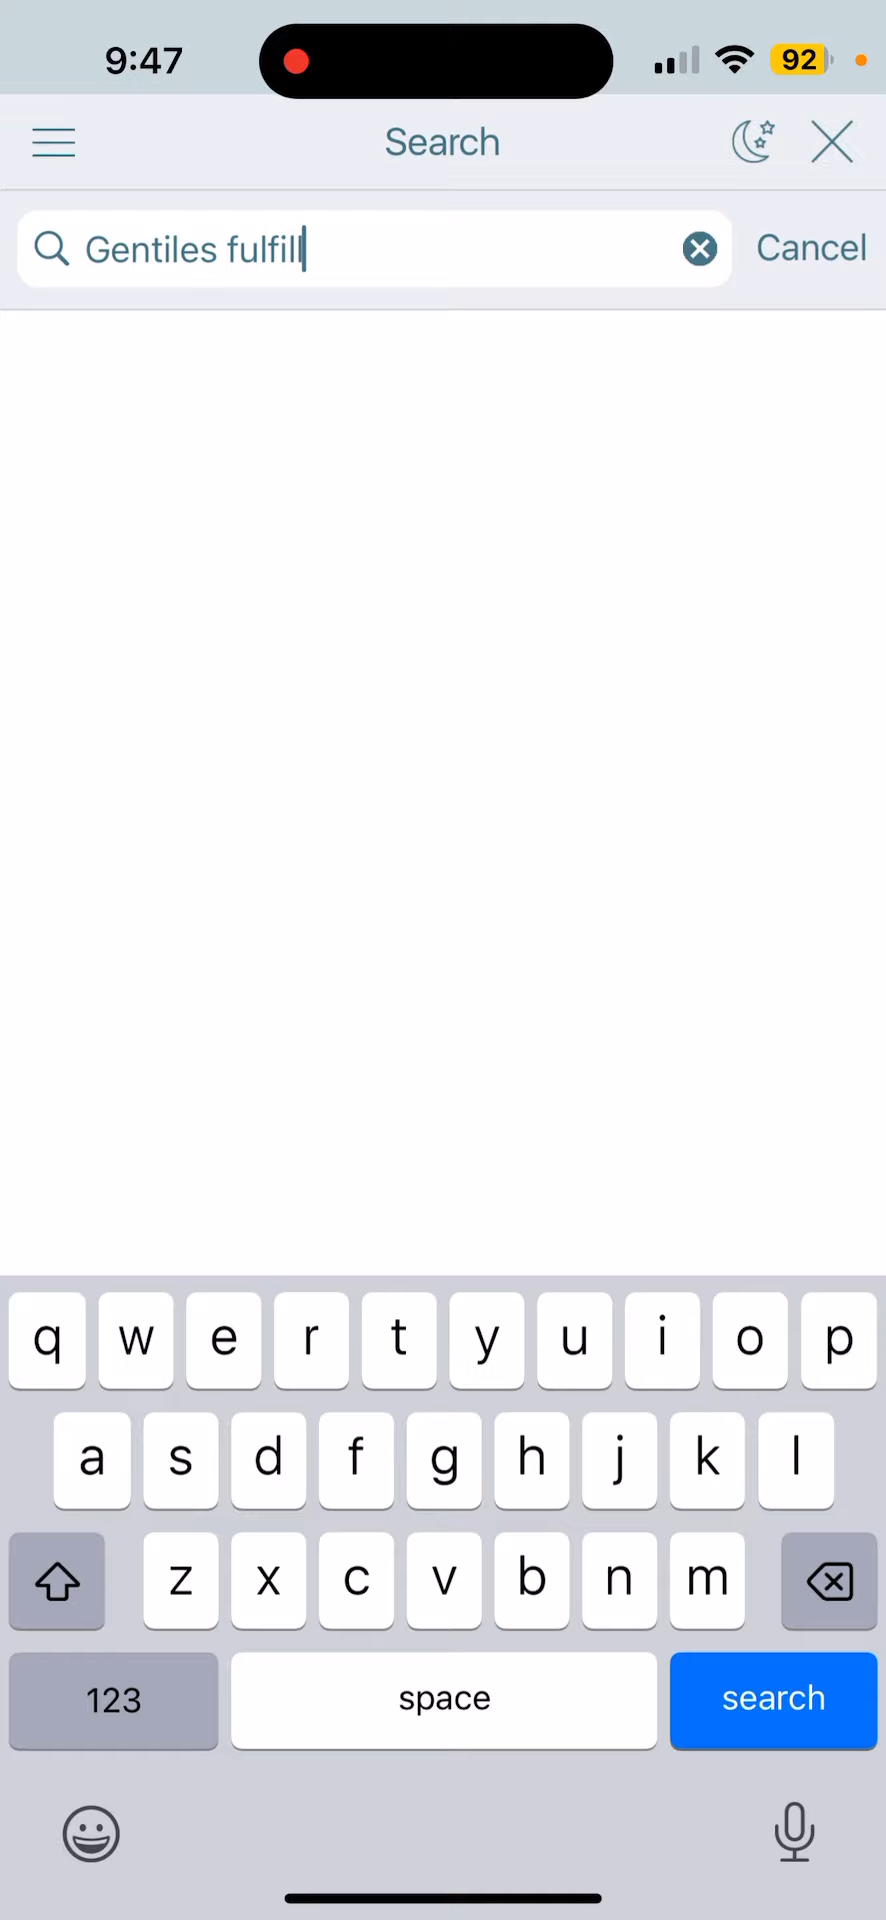 9:47
92
Search
Gentiles fulfill
Cancel
q w e r t y u i o p
a s d f g h j k l
z x c v b n m
123 space search